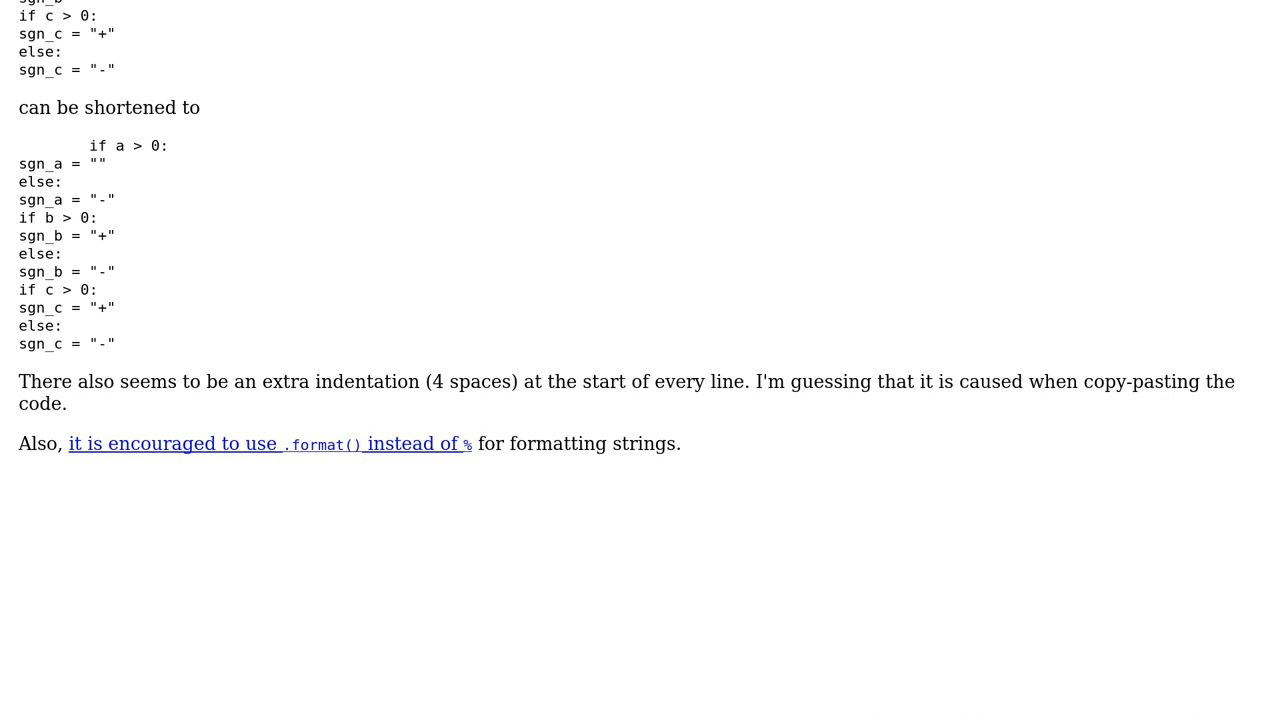 sgn_b
if c > 0:
sgn_c = "+"
else:
sgn_c = "-"
can be shortened to
if a > 0:
sgn_a = ""
else:
sgn_a = "-"
if b > 0:
sgn_b = "+"
else:
sgn_b = "-"
if c > 0:
sgn_c = "+"
else:
sgn_c = "-"
There also seems to be an extra indentation (4 spaces) at the start of every line. I'm guessing that it is caused when copy-pasting the
code.
Also, it is encouraged to use .format() instead of % for formatting strings.